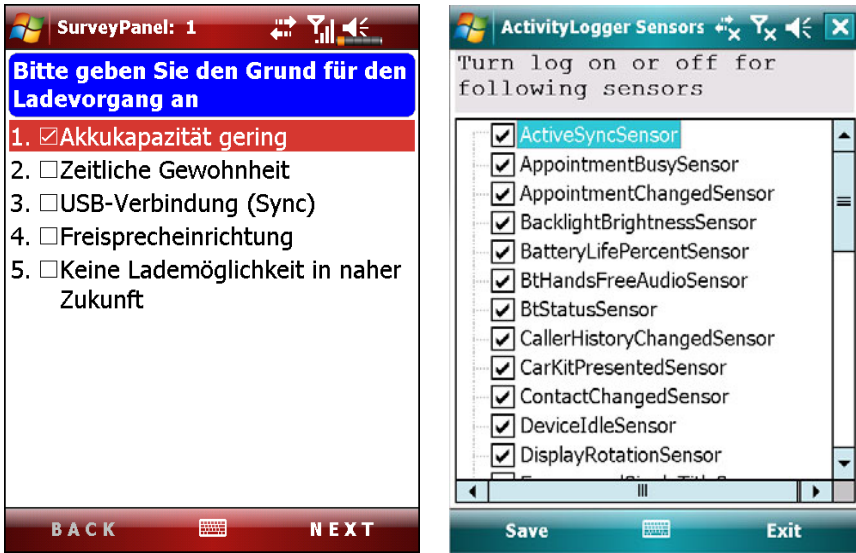 SurveyPanel: 1
Bitte geben Sie den Grund für den
Ladevorgang an
1. Akkukapazität gering
2. Zeitliche Gewohnheit
3. USB-Verbindung (Sync)
4. Freisprecheinrichtung
5. Keine Lademöglichkeit in naher
Zukunft
BACK NEXT
ActivityLogger Sensors
Turn log on or off for
following sensors
ActiveSyncSensor
AppointmentBusySensor
AppointmentChangedSensor
BacklightBrightnessSensor
BatteryLifePercentSensor
BtHandsFreeAudioSensor
BtStatusSensor
CallerHistoryChangedSensor
CarKitPresentedSensor
ContactChangedSensor
DeviceIdleSensor
DisplayRotationSensor
Save Exit